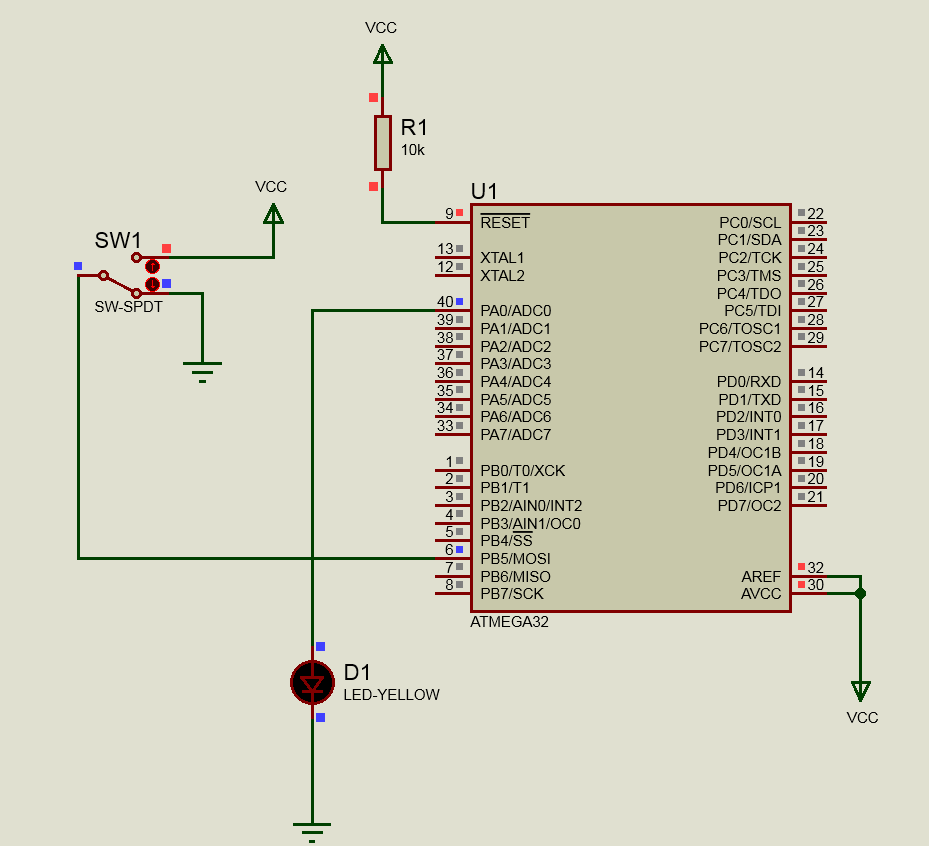 VCC
R1
10k
VCC
SW1
SW-SPDT
U1
9 RESET
13 XTAL1
12 XTAL2
40 PA0/ADC0
39 PA1/ADC1
38 PA2/ADC2
37 PA3/ADC3
36 PA4/ADC4
35 PA5/ADC5
34 PA6/ADC6
33 PA7/ADC7
1 PB0/T0/XCK
2 PB1/T1
3 PB2/AIN0/INT2
4 PB3/AIN1/OC0
5 PB4/SS
6 PB5/MOSI
7 PB6/MISO
8 PB7/SCK
PC0/SCL 22
PC1/SDA 23
PC2/TCK 24
PC3/TMS 25
PC4/TDO 26
PC5/TDI 27
PC6/TOSC1 28
PC7/TOSC2 29
PD0/RXD 14
PD1/TXD 15
PD2/INT0 16
PD3/INT1 17
PD4/OC1B 18
PD5/OC1A 19
PD6/ICP1 20
PD7/OC2 21
AREF 32
AVCC 30
ATMEGA32
D1
LED-YELLOW
VCC